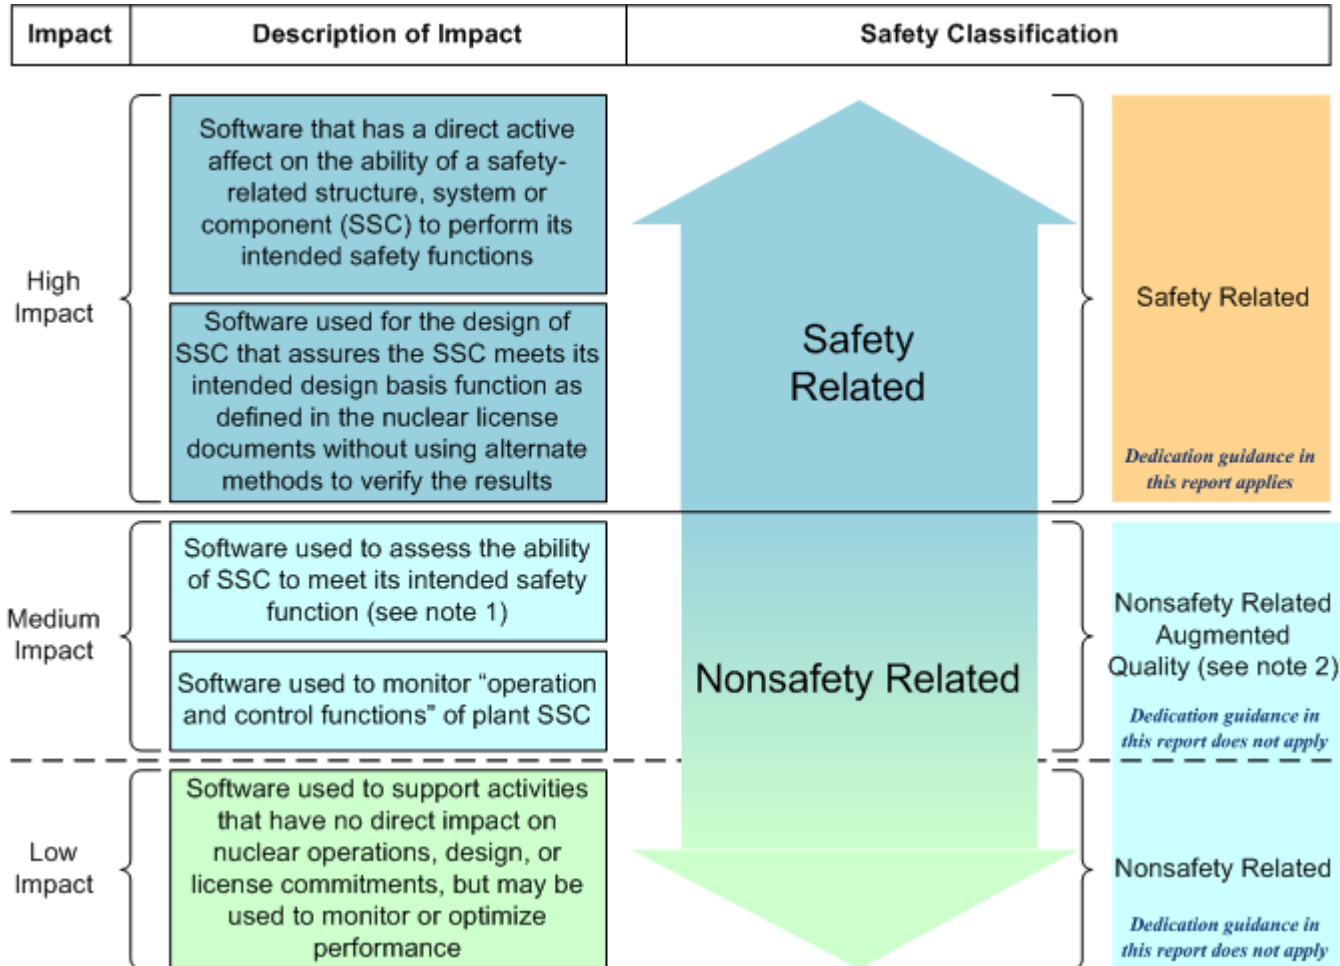 Impact
Description of Impact
Safety Classification
High
Impact
Software that has a direct active
affect on the ability of a safety-
related structure, system or
component (SSC) to perform its
intended safety functions
Software used for the design of
SSC that assures the SSC meets its
intended design basis function as
defined in the nuclear license
documents without using alternate
methods to verify the results
Safety
Related
Safety Related
Dedication guidance in
this report applies
Medium
Impact
Software used to assess the ability
of SSC to meet its intended safety
function (see note 1)
Software used to monitor “operation
and control functions” of plant SSC
Nonsafety Related
Nonsafety Related
Augmented
Quality (see note 2)
Dedication guidance in
this report does not apply
Low
Impact
Software used to support activities
that have no direct impact on
nuclear operations, design, or
license commitments, but may be
used to monitor or optimize
performance
Nonsafety Related
Dedication guidance in
this report does not apply